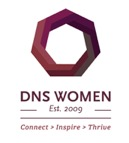 DNS WOMEN
Est. 2009
Connect > Inspire > Thrive